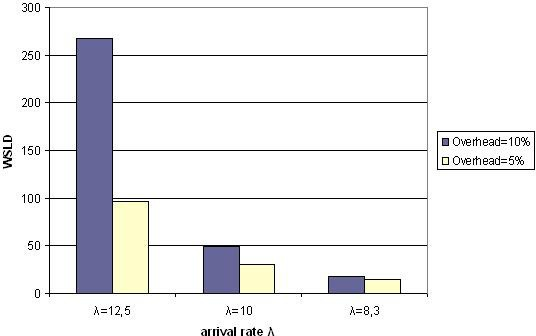 300
250
200
150
100
50
0
WSLD
λ=12,5
λ=10
λ=8,3
arrival rate λ
Overhead=10%
Overhead=5%